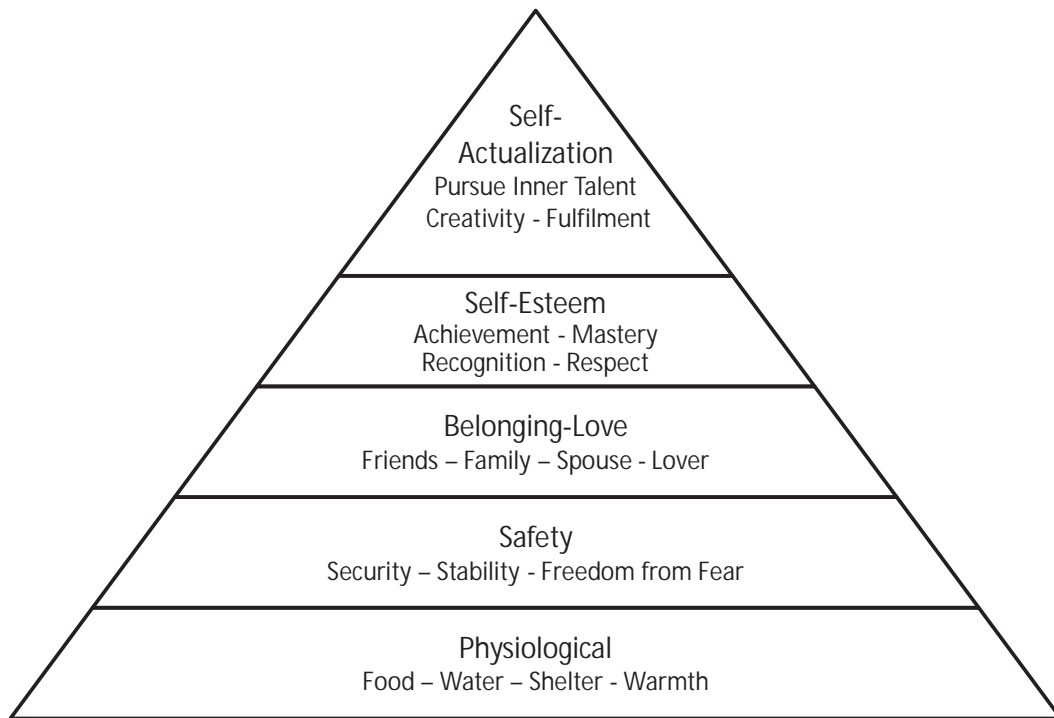 Self-
Actualization
Pursue Inner Talent
Creativity - Fulfilment
Self-Esteem
Achievement - Mastery
Recognition - Respect
Belonging-Love
Friends – Family – Spouse - Lover
Safety
Security – Stability - Freedom from Fear
Physiological
Food – Water – Shelter - Warmth